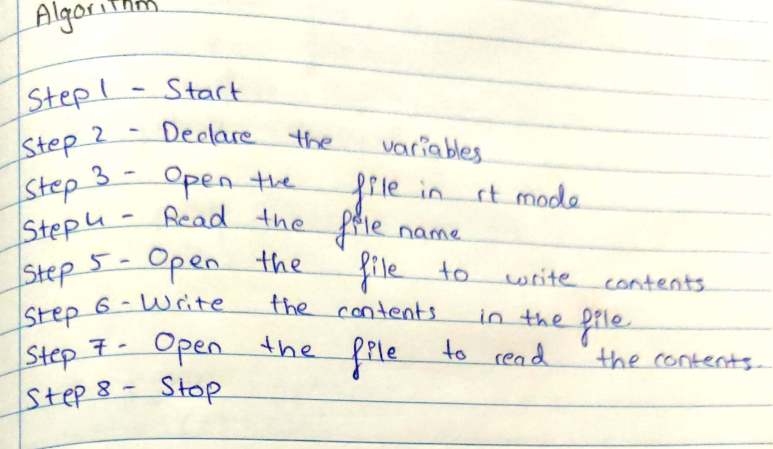 Algorithm
Step 1 - Start
Step 2 - Declare the variables
Step 3 - Open the file in rt mode
Step 4 - Read the file name
Step 5 - Open the file to write contents
Step 6 - Write the contents in the file.
Step 7 - Open the file to read the contents.
Step 8 - Stop